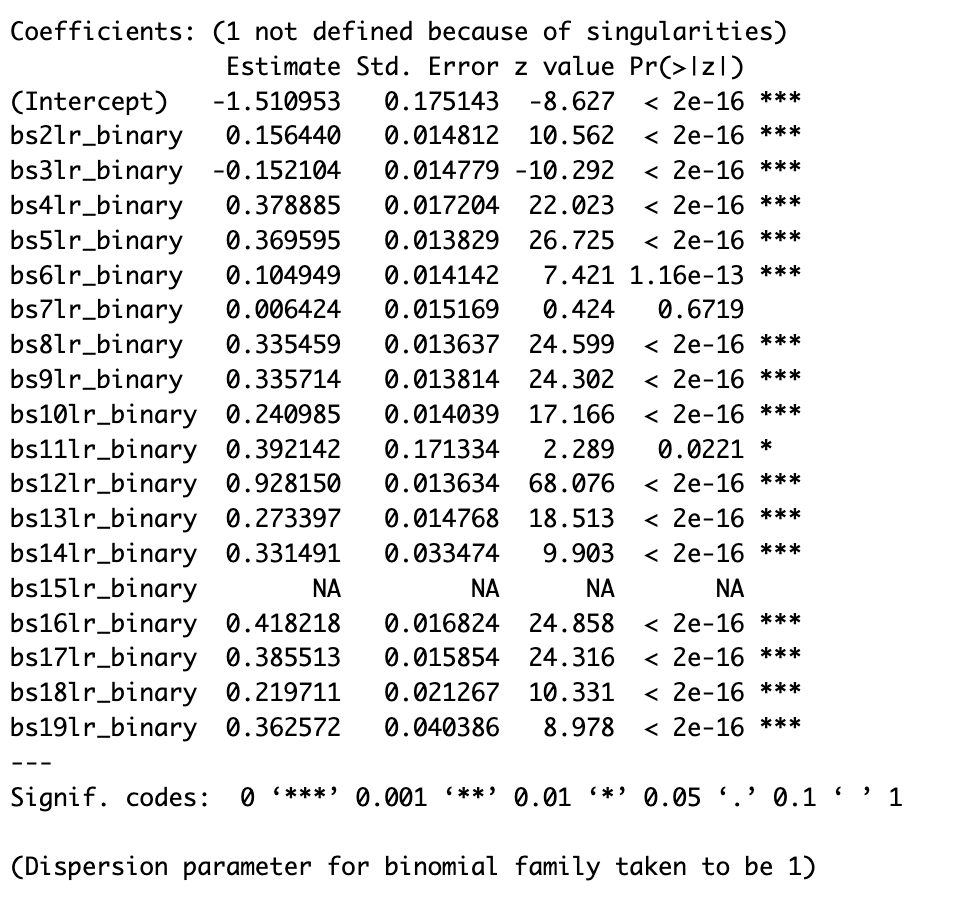 Coefficients: (1 not defined because of singularities)
                Estimate Std. Error z value Pr(>|z|)
(Intercept)    -1.510953   0.175143  -8.627  < 2e-16 ***
bs2lr_binary    0.156440   0.014812  10.562  < 2e-16 ***
bs3lr_binary   -0.152104   0.014779 -10.292  < 2e-16 ***
bs4lr_binary    0.378885   0.017204  22.023  < 2e-16 ***
bs5lr_binary    0.369595   0.013829  26.725  < 2e-16 ***
bs6lr_binary    0.104949   0.014142   7.421 1.16e-13 ***
bs7lr_binary    0.006424   0.015169   0.424   0.6719
bs8lr_binary    0.335459   0.013637  24.599  < 2e-16 ***
bs9lr_binary    0.335714   0.013814  24.302  < 2e-16 ***
bs10lr_binary   0.240985   0.014039  17.166  < 2e-16 ***
bs11lr_binary   0.392142   0.171334   2.289   0.0221 *
bs12lr_binary   0.928150   0.013634  68.076  < 2e-16 ***
bs13lr_binary   0.273397   0.014768  18.513  < 2e-16 ***
bs14lr_binary   0.331491   0.033474   9.903  < 2e-16 ***
bs15lr_binary         NA         NA      NA       NA
bs16lr_binary   0.418218   0.016824  24.858  < 2e-16 ***
bs17lr_binary   0.385513   0.015854  24.316  < 2e-16 ***
bs18lr_binary   0.219711   0.021267  10.331  < 2e-16 ***
bs19lr_binary   0.362572   0.040386   8.978  < 2e-16 ***
---
Signif. codes:  0 ‘***’ 0.001 ‘**’ 0.01 ‘*’ 0.05 ‘.’ 0.1 ‘ ’ 1

(Dispersion parameter for binomial family taken to be 1)